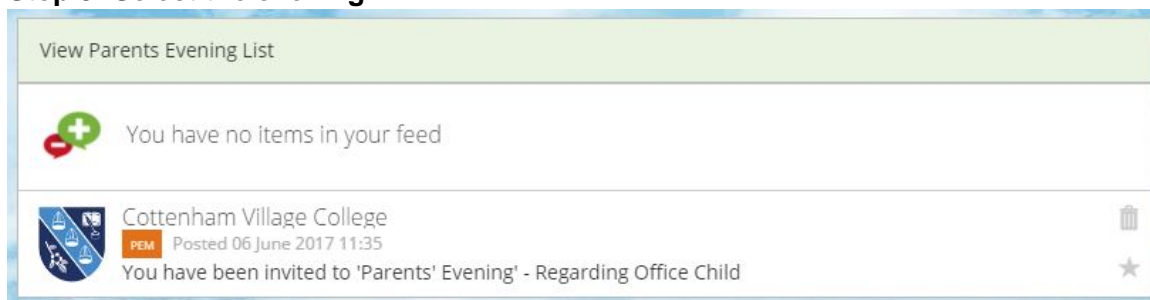 View Parents Evening List
You have no items in your feed
Cottenham Village College
PEM Posted 06 June 2017 11:35
You have been invited to 'Parents' Evening' - Regarding Office Child